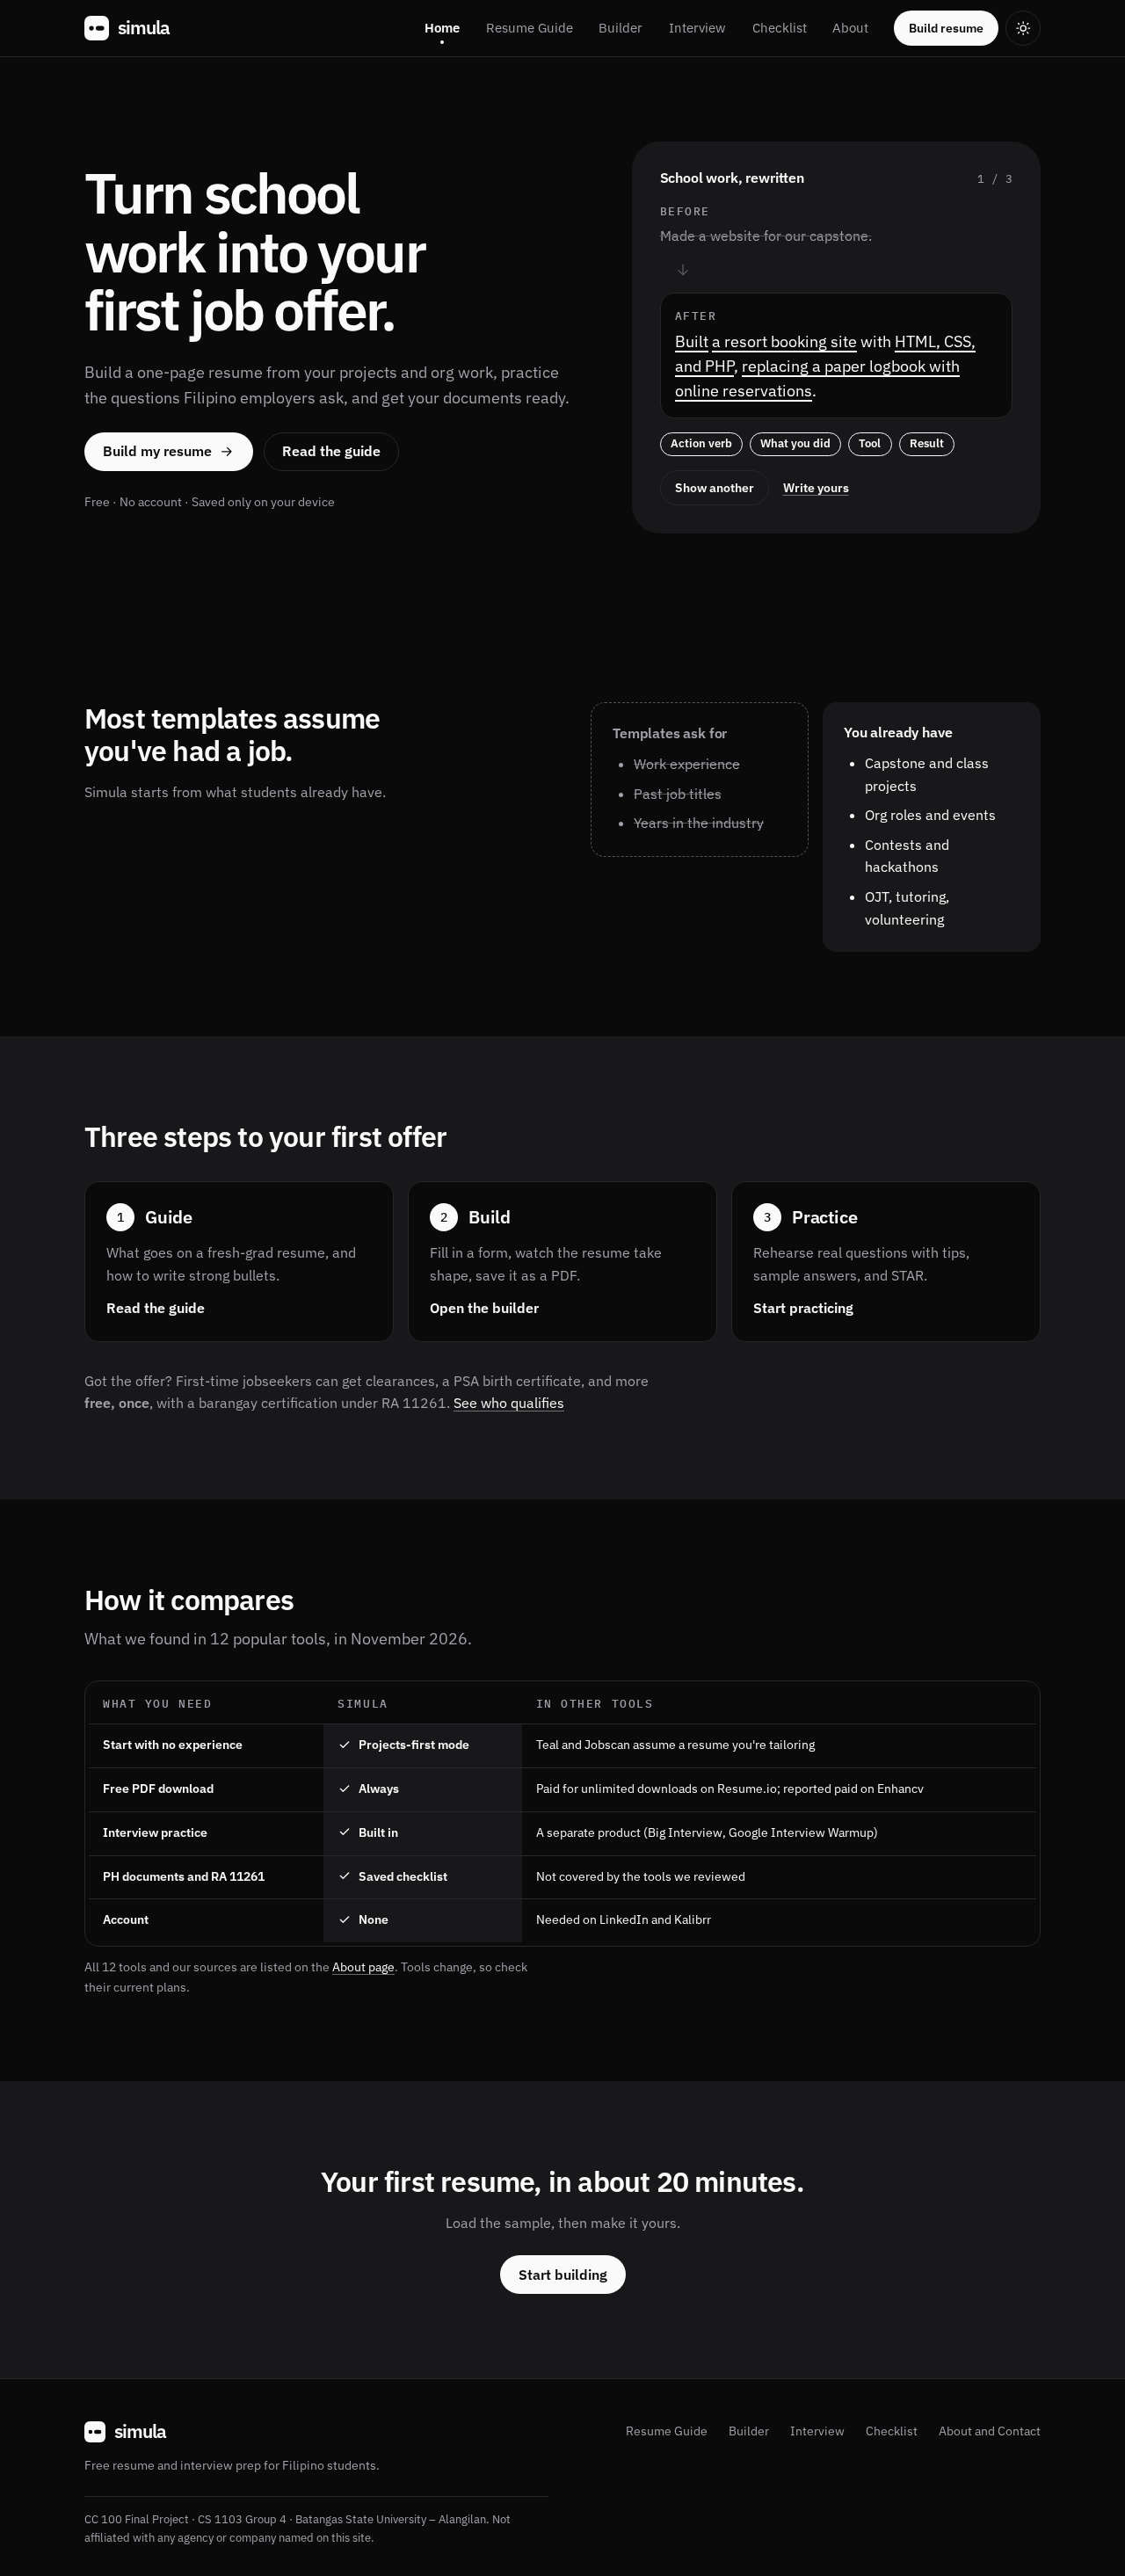 simula
Home
Resume Guide
Builder
Interview
Checklist
About
Build resume
Turn school
work into your
first job offer.
Build a one-page resume from your projects and org work, practice
the questions Filipino employers ask, and get your documents ready.
Build my resume →
Read the guide
Free · No account · Saved only on your device
School work, rewritten
1 / 3
BEFORE
Made a website for our capstone.
↓
AFTER
Built a resort booking site with HTML, CSS,
and PHP, replacing a paper logbook with
online reservations.
Action verb
What you did
Tool
Result
Show another
Write yours
Most templates assume
you've had a job.
Simula starts from what students already have.
Templates ask for
• Work experience
• Past job titles
• Years in the industry
You already have
• Capstone and class
projects
• Org roles and events
• Contests and
hackathons
• OJT, tutoring,
volunteering
Three steps to your first offer
1 Guide
What goes on a fresh-grad resume, and
how to write strong bullets.
Read the guide
2 Build
Fill in a form, watch the resume take
shape, save it as a PDF.
Open the builder
3 Practice
Rehearse real questions with tips,
sample answers, and STAR.
Start practicing
Got the offer? First-time jobseekers can get clearances, a PSA birth certificate, and more
free, once, with a barangay certification under RA 11261. See who qualifies
How it compares
What we found in 12 popular tools, in November 2026.
WHAT YOU NEED
SIMULA
IN OTHER TOOLS
Start with no experience
✓ Projects-first mode
Teal and Jobscan assume a resume you're tailoring
Free PDF download
✓ Always
Paid for unlimited downloads on Resume.io; reported paid on Enhancv
Interview practice
✓ Built in
A separate product (Big Interview, Google Interview Warmup)
PH documents and RA 11261
✓ Saved checklist
Not covered by the tools we reviewed
Account
✓ None
Needed on LinkedIn and Kalibrr
All 12 tools and our sources are listed on the About page. Tools change, so check
their current plans.
Your first resume, in about 20 minutes.
Load the sample, then make it yours.
Start building
simula
Resume Guide
Builder
Interview
Checklist
About and Contact
Free resume and interview prep for Filipino students.
CC 100 Final Project · CS 1103 Group 4 · Batangas State University – Alangilan. Not
affiliated with any agency or company named on this site.